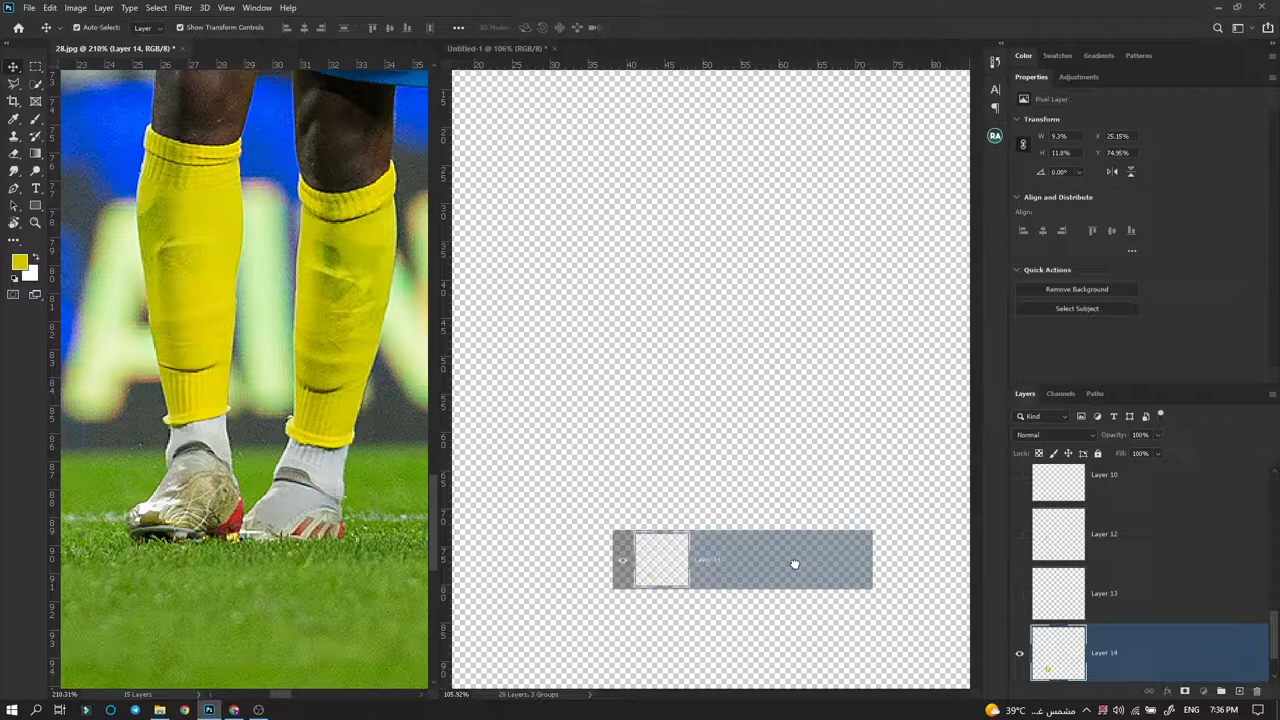 File Edit Image Layer Type Select Filter 3D View Window Help
Auto-Select: Layer Show Transform Controls 3D Mode:
28.jpg @ 210% (Layer 14, RGB/8) * Untitled-1 @ 106% (RGB/8) *
Color Swatches Gradients Patterns
Properties Adjustments
Pixel Layer
Transform
W 9.3% X 25.15%
H 11.8% Y 74.95%
0.00°
Align and Distribute
Align:
Quick Actions
Remove Background
Select Subject
Layers Channels Paths
Kind
Normal Opacity: 100%
Lock: Fill: 100%
Layer 10
Layer 12
Layer 13
Layer 14
Layer 14
210.31% 15 Layers 105.92% 28 Layers, 3 Groups
39°C ENG 7:36 PM